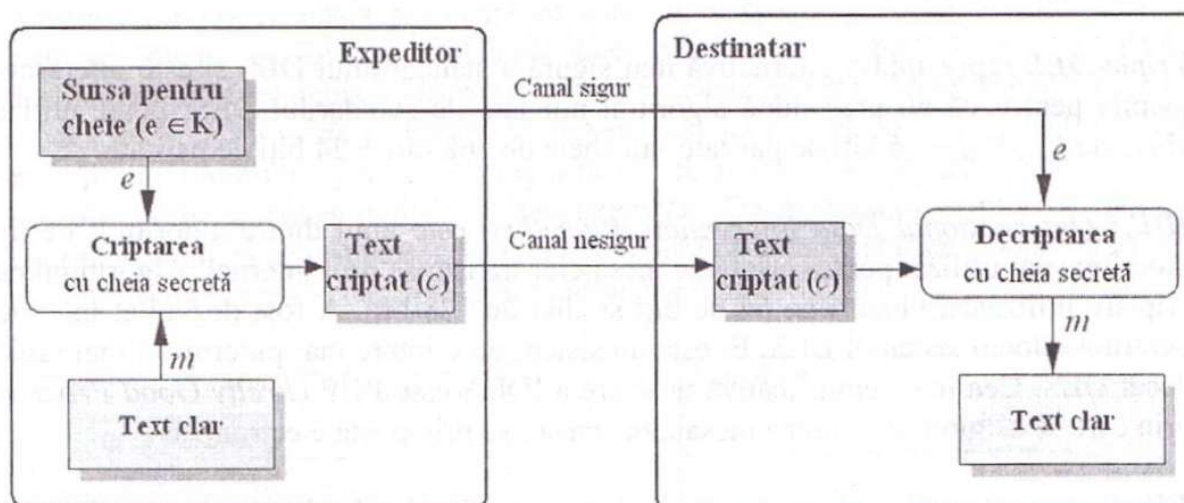 Expeditor
Destinatar
Sursa pentru
cheie (e ∈ K)
Canal sigur
e
e
Criptarea
cu cheia secretă
Text
criptat (C)
Canal nesigur
Text
criptat (C)
Decriptarea
cu cheia secretă
m
m
Text clar
Text clar